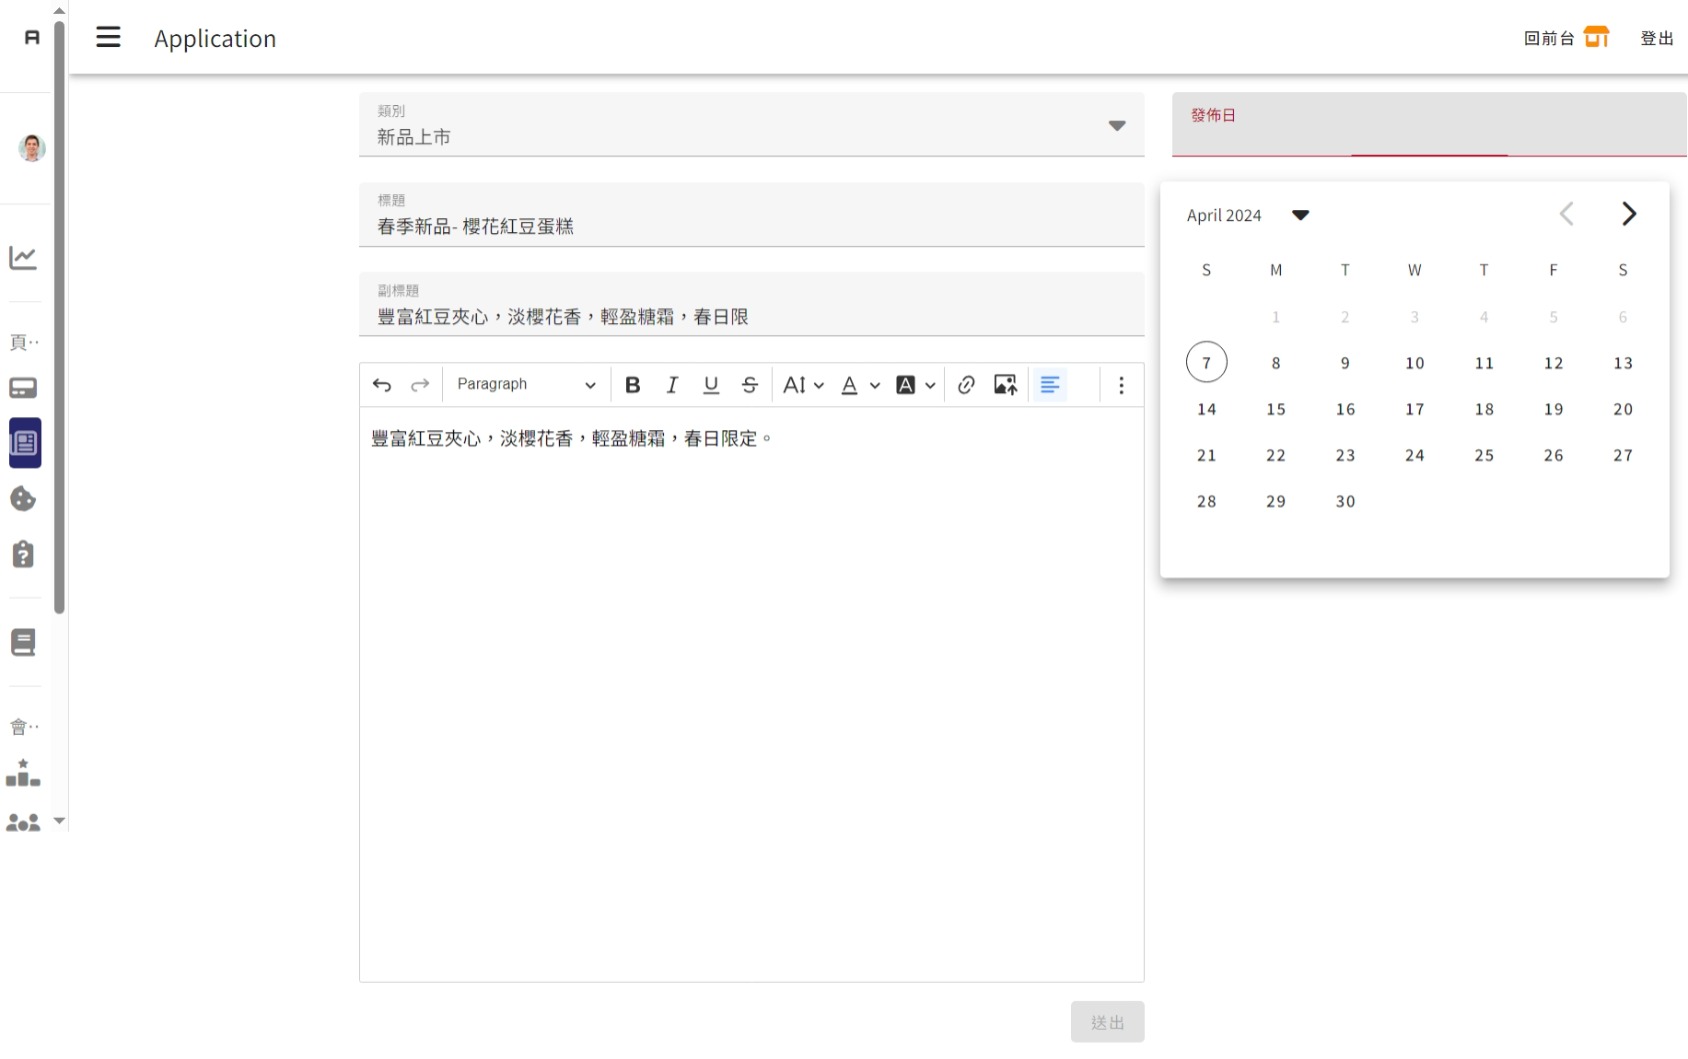 A
Application
回前台
登出
類別
新品上市
標題
春季新品- 櫻花紅豆蛋糕
副標題
豐富紅豆夾心，淡櫻花香，輕盈糖霜，春日限
Paragraph
B I U S A A A
豐富紅豆夾心，淡櫻花香，輕盈糖霜，春日限定。
送出
發佈日
April 2024
S M T W T F S
1 2 3 4 5 6
7 8 9 10 11 12 13
14 15 16 17 18 19 20
21 22 23 24 25 26 27
28 29 30
頁··
會··